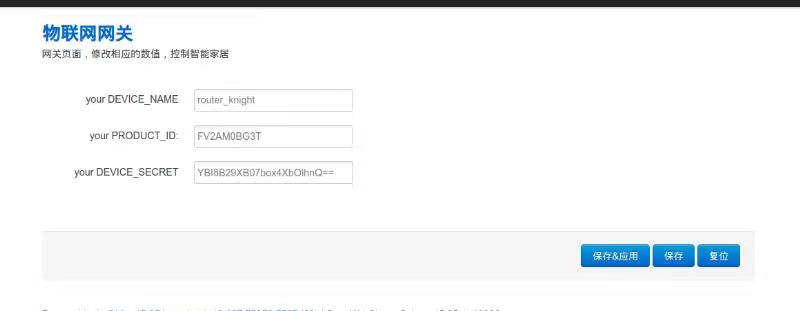 物联网网关
网关页面，修改相应的数值，控制智能家居
your DEVICE_NAME router_knight
your PRODUCT_ID: FV2AM0BG3T
your DEVICE_SECRET YBI8B29XB07box4XbOlhnQ==
保存&应用 保存 复位